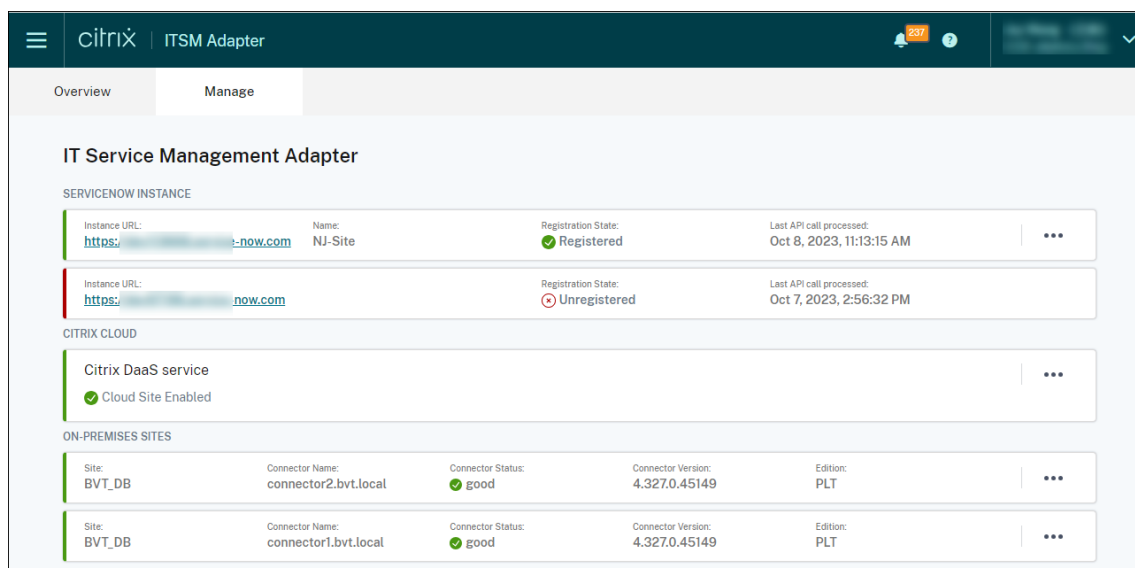 citrix ITSM Adapter 237 ?
Overview Manage
IT Service Management Adapter
SERVICENOW INSTANCE
Instance URL: Name: Registration State: Last API call processed:
https:/ -now.com NJ-Site Registered Oct 8, 2023, 11:13:15 AM
Instance URL: Registration State: Last API call processed:
https:/ now.com Unregistered Oct 7, 2023, 2:56:32 PM
CITRIX CLOUD
Citrix DaaS service
Cloud Site Enabled
ON-PREMISES SITES
Site: Connector Name: Connector Status: Connector Version: Edition:
BVT_DB connector2.bvt.local good 4.327.0.45149 PLT
Site: Connector Name: Connector Status: Connector Version: Edition:
BVT_DB connector1.bvt.local good 4.327.0.45149 PLT